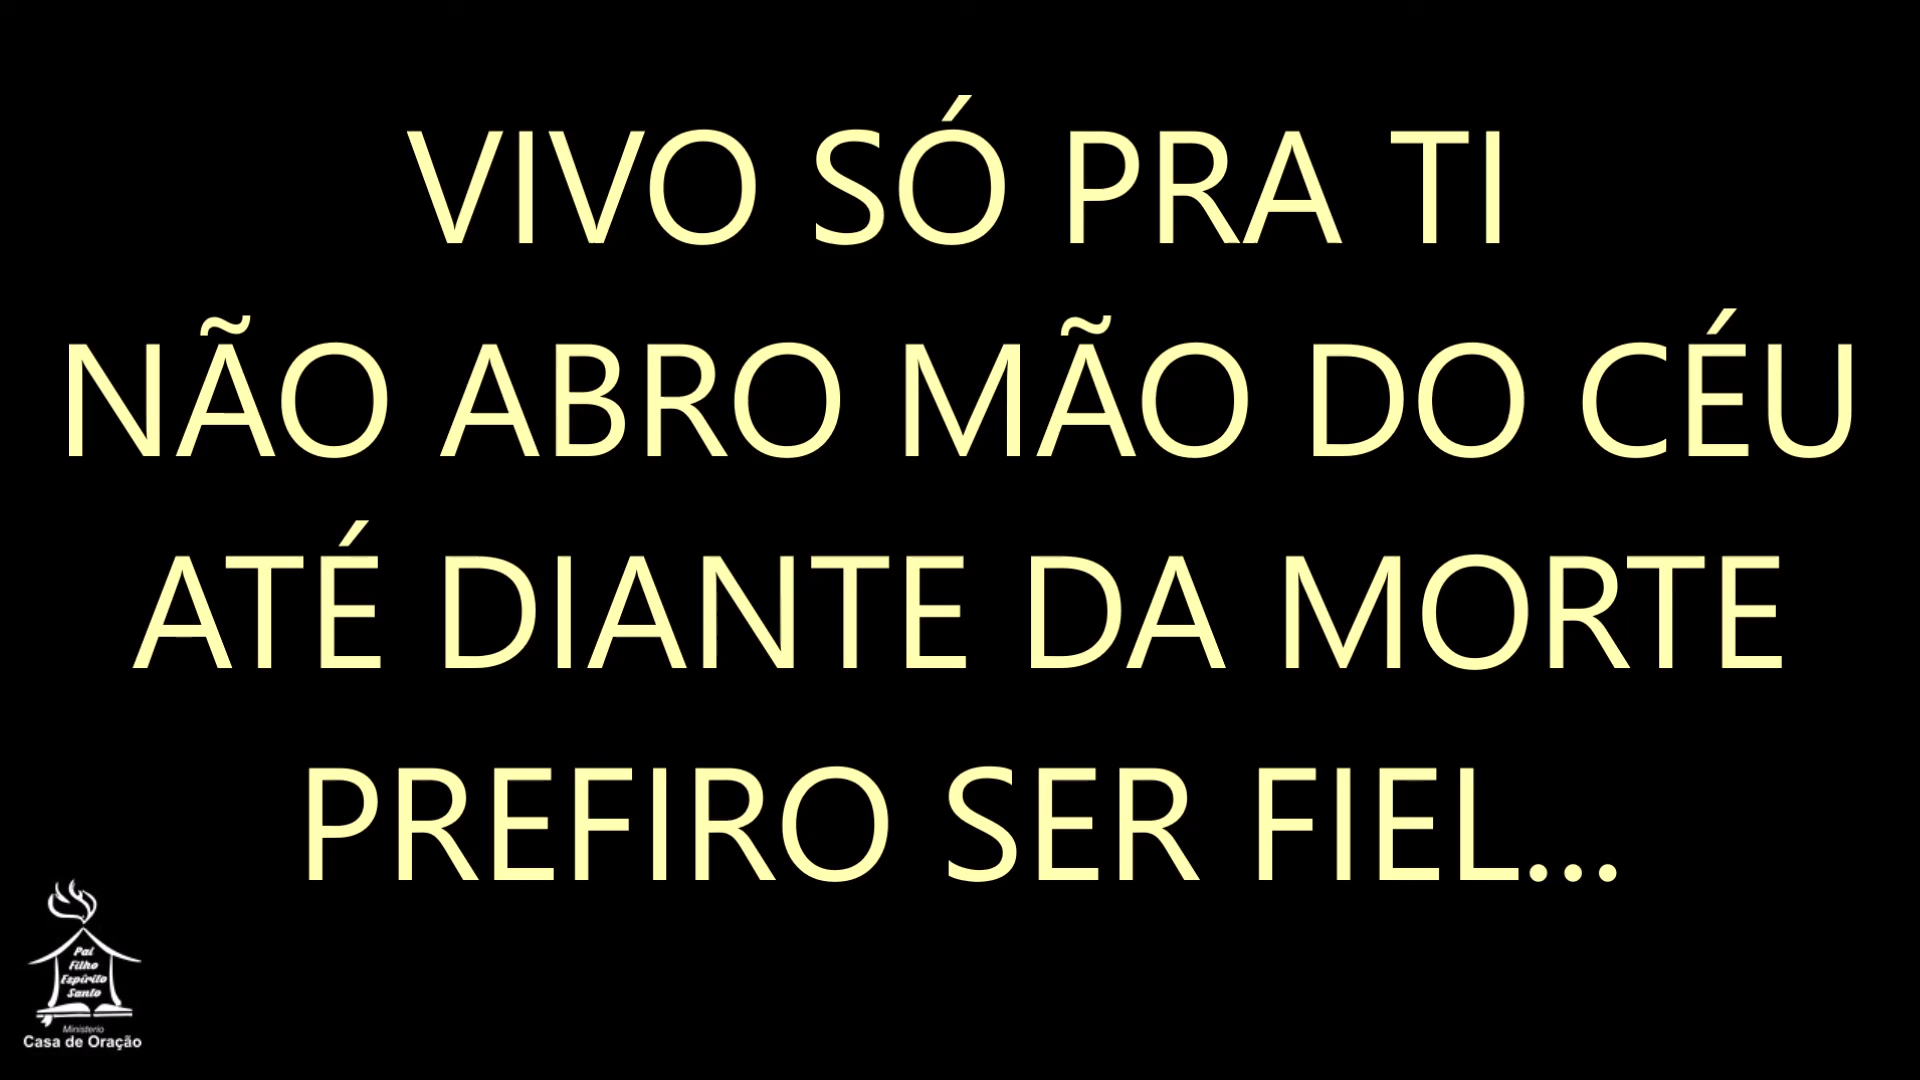 VIVO SÓ PRA TI
NÃO ABRO MÃO DO CÉU
ATÉ DIANTE DA MORTE
PREFIRO SER FIEL...
Pai
Filho
Espírito
Santo
Ministerio
Casa de Oração